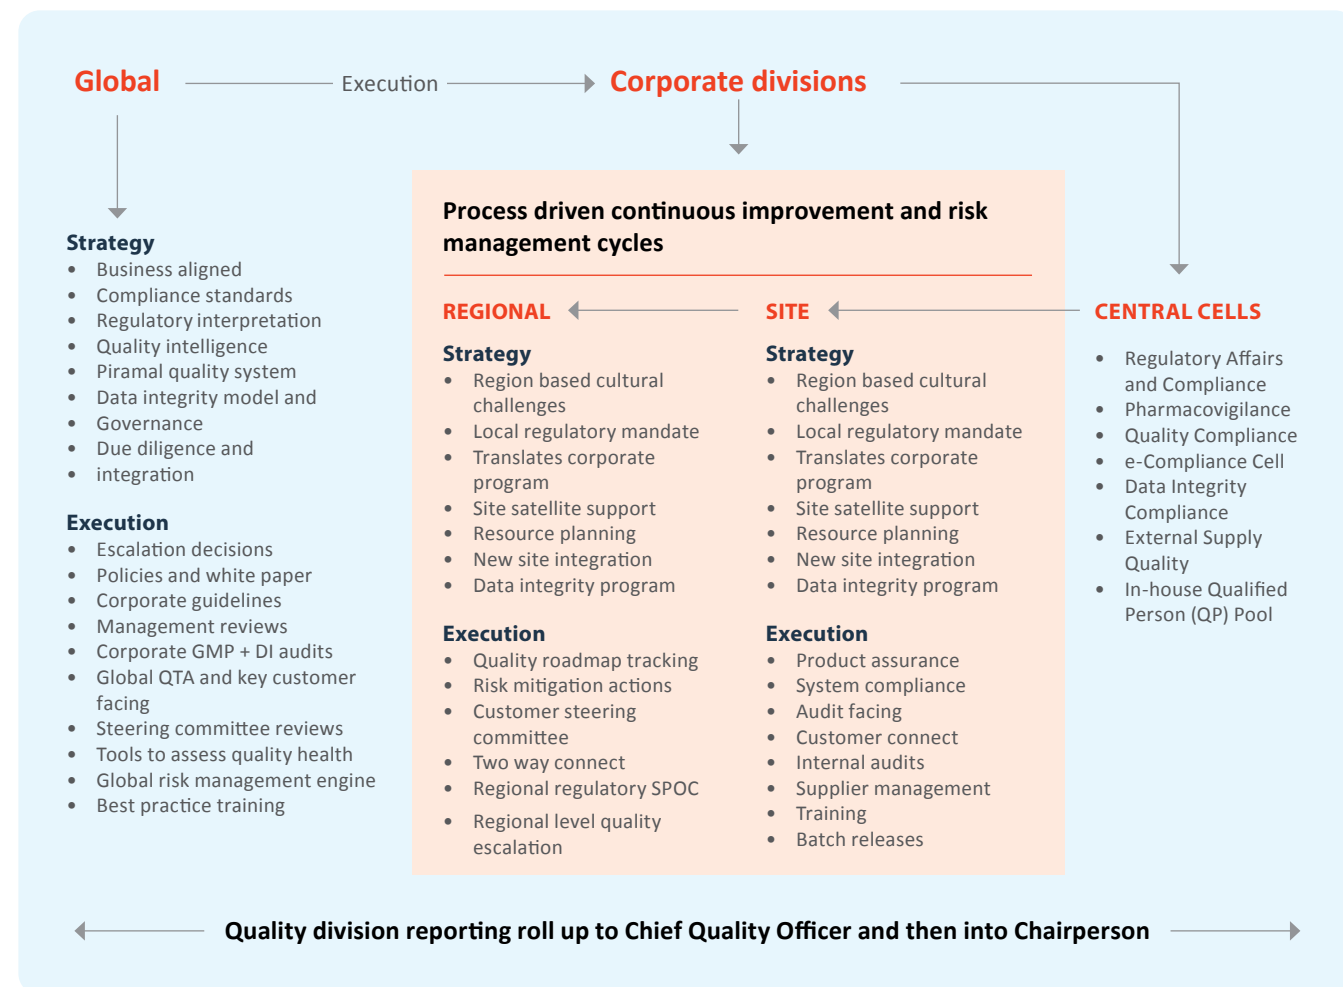 Global
Execution
Corporate divisions
Strategy
• Business aligned
• Compliance standards
• Regulatory interpretation
• Quality intelligence
• Piramal quality system
• Data integrity model and
• Governance
• Due diligence and
• integration
Execution
• Escalation decisions
• Policies and white paper
• Corporate guidelines
• Management reviews
• Corporate GMP + DI audits
• Global QTA and key customer
facing
• Steering committee reviews
• Tools to assess quality health
• Global risk management engine
• Best practice training
Process driven continuous improvement and risk
management cycles
REGIONAL
Strategy
• Region based cultural
challenges
• Local regulatory mandate
• Translates corporate
program
• Site satellite support
• Resource planning
• New site integration
• Data integrity program
Execution
• Quality roadmap tracking
• Risk mitigation actions
• Customer steering
committee
• Two way connect
• Regional regulatory SPOC
• Regional level quality
escalation
SITE
Strategy
• Region based cultural
challenges
• Local regulatory mandate
• Translates corporate
program
• Site satellite support
• Resource planning
• New site integration
• Data integrity program
Execution
• Product assurance
• System compliance
• Audit facing
• Customer connect
• Internal audits
• Supplier management
• Training
• Batch releases
CENTRAL CELLS
• Regulatory Affairs
and Compliance
• Pharmacovigilance
• Quality Compliance
• e-Compliance Cell
• Data Integrity
Compliance
• External Supply
Quality
• In-house Qualified
Person (QP) Pool
Quality division reporting roll up to Chief Quality Officer and then into Chairperson